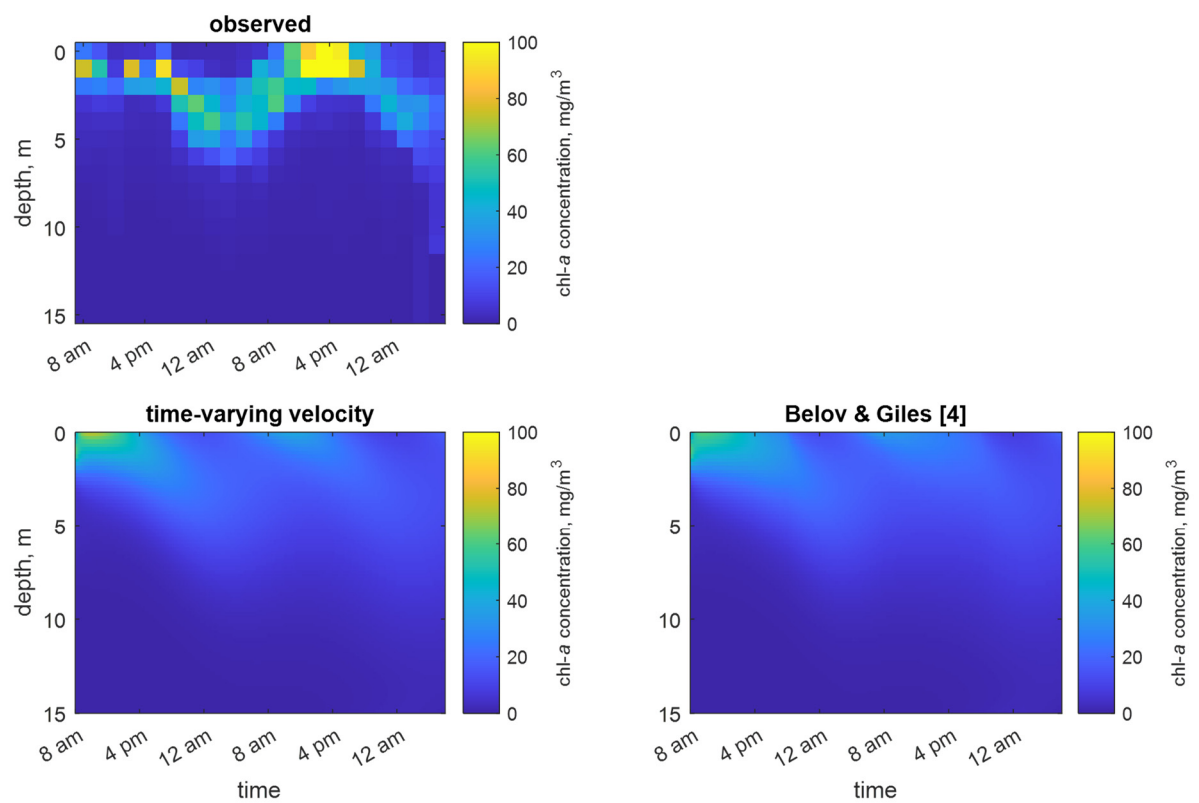 observed
0
5
10
15
depth, m
8 am
4 pm
12 am
8 am
4 pm
12 am
100
80
60
40
20
0
chl-a concentration, mg/m³
time-varying velocity
0
5
10
15
depth, m
8 am
4 pm
12 am
8 am
4 pm
12 am
time
100
80
60
40
20
0
chl-a concentration, mg/m³
Belov & Giles [4]
0
5
10
15
8 am
4 pm
12 am
8 am
4 pm
12 am
time
100
80
60
40
20
0
chl-a concentration, mg/m³